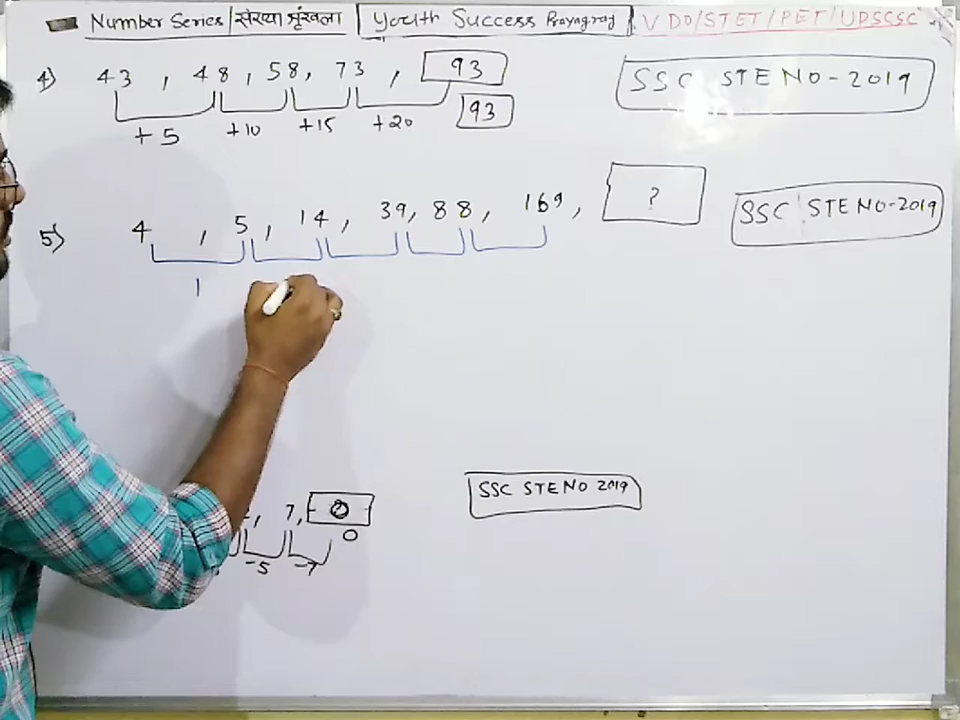 Number Series/संख्या श्रृंखला Youth Success Prayagraj VDO/STET/PET/UPSCSC
4) 43, 48, 58, 73, 93
+5 +10 +15 +20 93
SSC STENO-2019
5) 4, 5, 14, 39, 88, 169, ?
SSC STENO-2019
1
7, 0
0
-5 -7
SSC STENO 2019